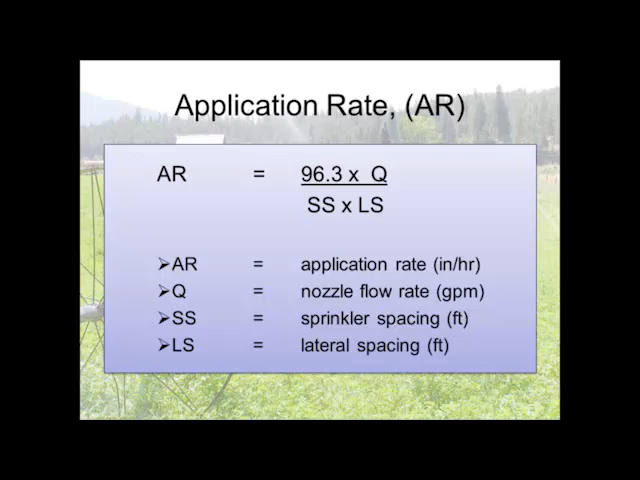 Application Rate, (AR)
AR = 96.3 x Q
SS x LS
➢AR = application rate (in/hr)
➢Q = nozzle flow rate (gpm)
➢SS = sprinkler spacing (ft)
➢LS = lateral spacing (ft)